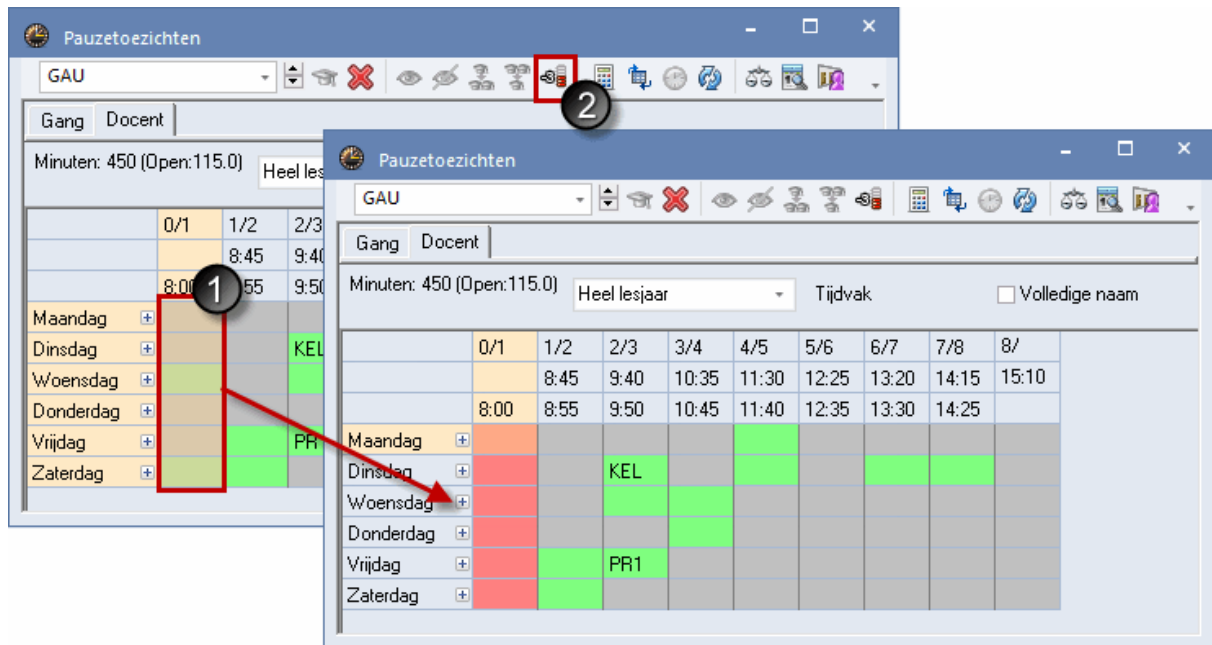 Pauzetoezichten
GAU
2
Gang Docent
Minuten: 450 (Open:115.0) Heel les
0/1 1/2 2/3
8:45 9:40
8:00 55 9:50
1
Maandag
Dinsdag KEL
Woensdag
Donderdag
Vrijdag PR
Zaterdag
Pauzetoezichten
GAU
Gang Docent
Minuten: 450 (Open:115.0) Heel lesjaar Tijdvak Volledige naam
0/1 1/2 2/3 3/4 4/5 5/6 6/7 7/8 8/
8:45 9:40 10:35 11:30 12:25 13:20 14:15 15:10
8:00 8:55 9:50 10:45 11:40 12:35 13:30 14:25
Maandag
Dinsdag KEL
Woensdag
Donderdag
Vrijdag PR1
Zaterdag